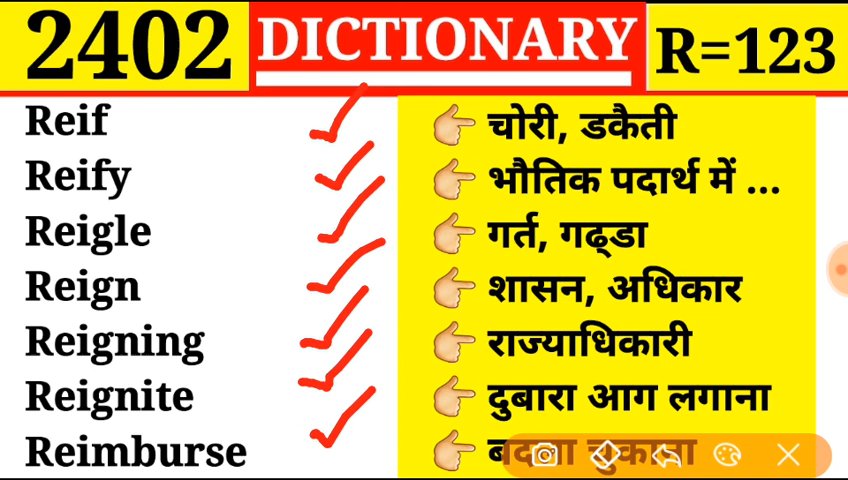 2402 DICTIONARY R=123
Reif चोरी, डकैती
Reify भौतिक पदार्थ में ...
Reigle गर्त, गढ्डा
Reign शासन, अधिकार
Reigning राज्याधिकारी
Reignite दुबारा आग लगाना
Reimburse चुकाना